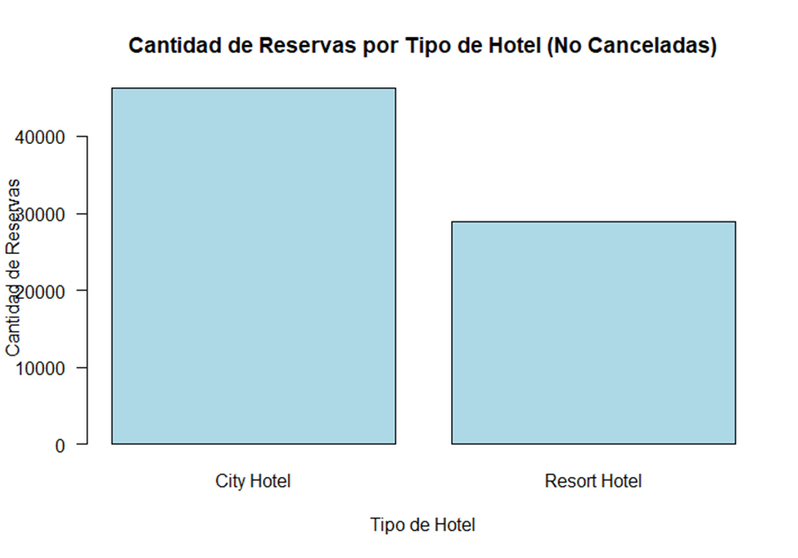 Cantidad de Reservas por Tipo de Hotel (No Canceladas)
Cantidad de Reservas
40000
30000
20000
10000
0
City Hotel
Resort Hotel
Tipo de Hotel